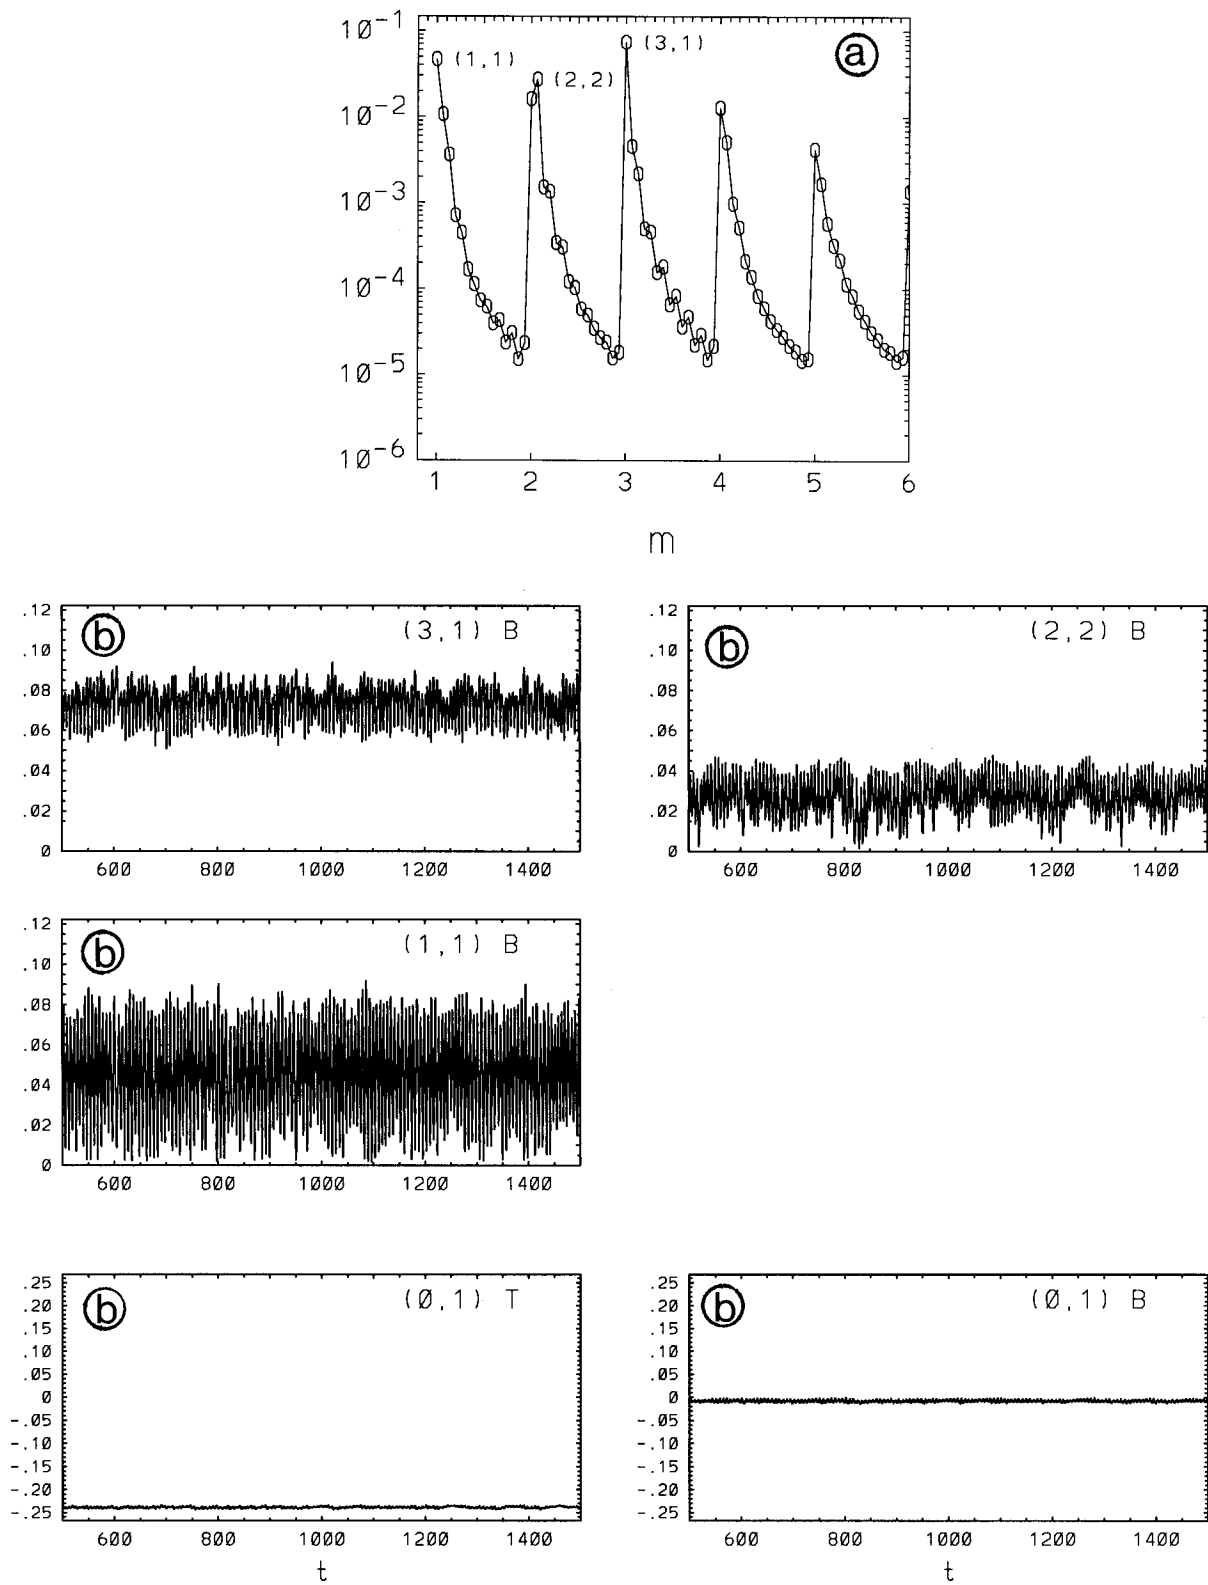 10-1
10-2
10-3
10-4
10-5
10-6
(1,1)
(2,2)
(3,1)
a
1 2 3 4 5 6
m
b
(3,1) B
.12
.10
.08
.06
.04
.02
0
600 800 1000 1200 1400
b
(2,2) B
.12
.10
.08
.06
.04
.02
0
600 800 1000 1200 1400
b
(1,1) B
.12
.10
.08
.06
.04
.02
0
600 800 1000 1200 1400
b
(0,1) T
.25
.20
.15
.10
.05
0
-.05
-.10
-.15
-.20
-.25
600 800 1000 1200 1400
t
b
(0,1) B
.25
.20
.15
.10
.05
0
-.05
-.10
-.15
-.20
-.25
600 800 1000 1200 1400
t